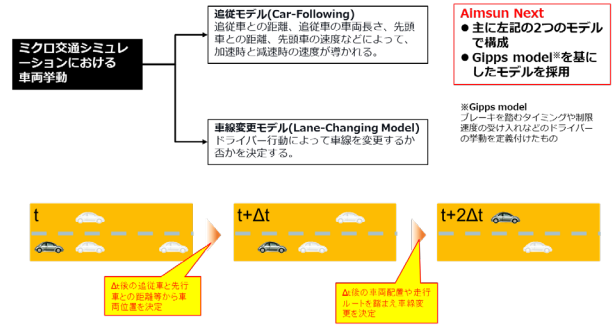 ミクロ交通シミュ
レーションにおける
車両挙動
追従モデル(Car-Following)
追従車との距離、追従車の車両長さ、先頭
車との距離、先頭車の速度などによって、
加速時と減速時の速度が導かれる。
車線変更モデル(Lane-Changing Model)
ドライバー行動によって車線を変更するか
否かを決定する。
Aimsun Next
● 主に左記の2つのモデル
で構成
● Gipps model※を基に
したモデルを採用
※Gipps model
ブレーキを踏むタイミングや制限
速度の受け入れなどのドライバー
の挙動を定義付けたもの
t
t+Δt
t+2Δt
Δt後の追従車と先行
車との距離等から車
両位置を決定
Δt後の車両配置や走行
ルートを踏まえ車線変
更を決定